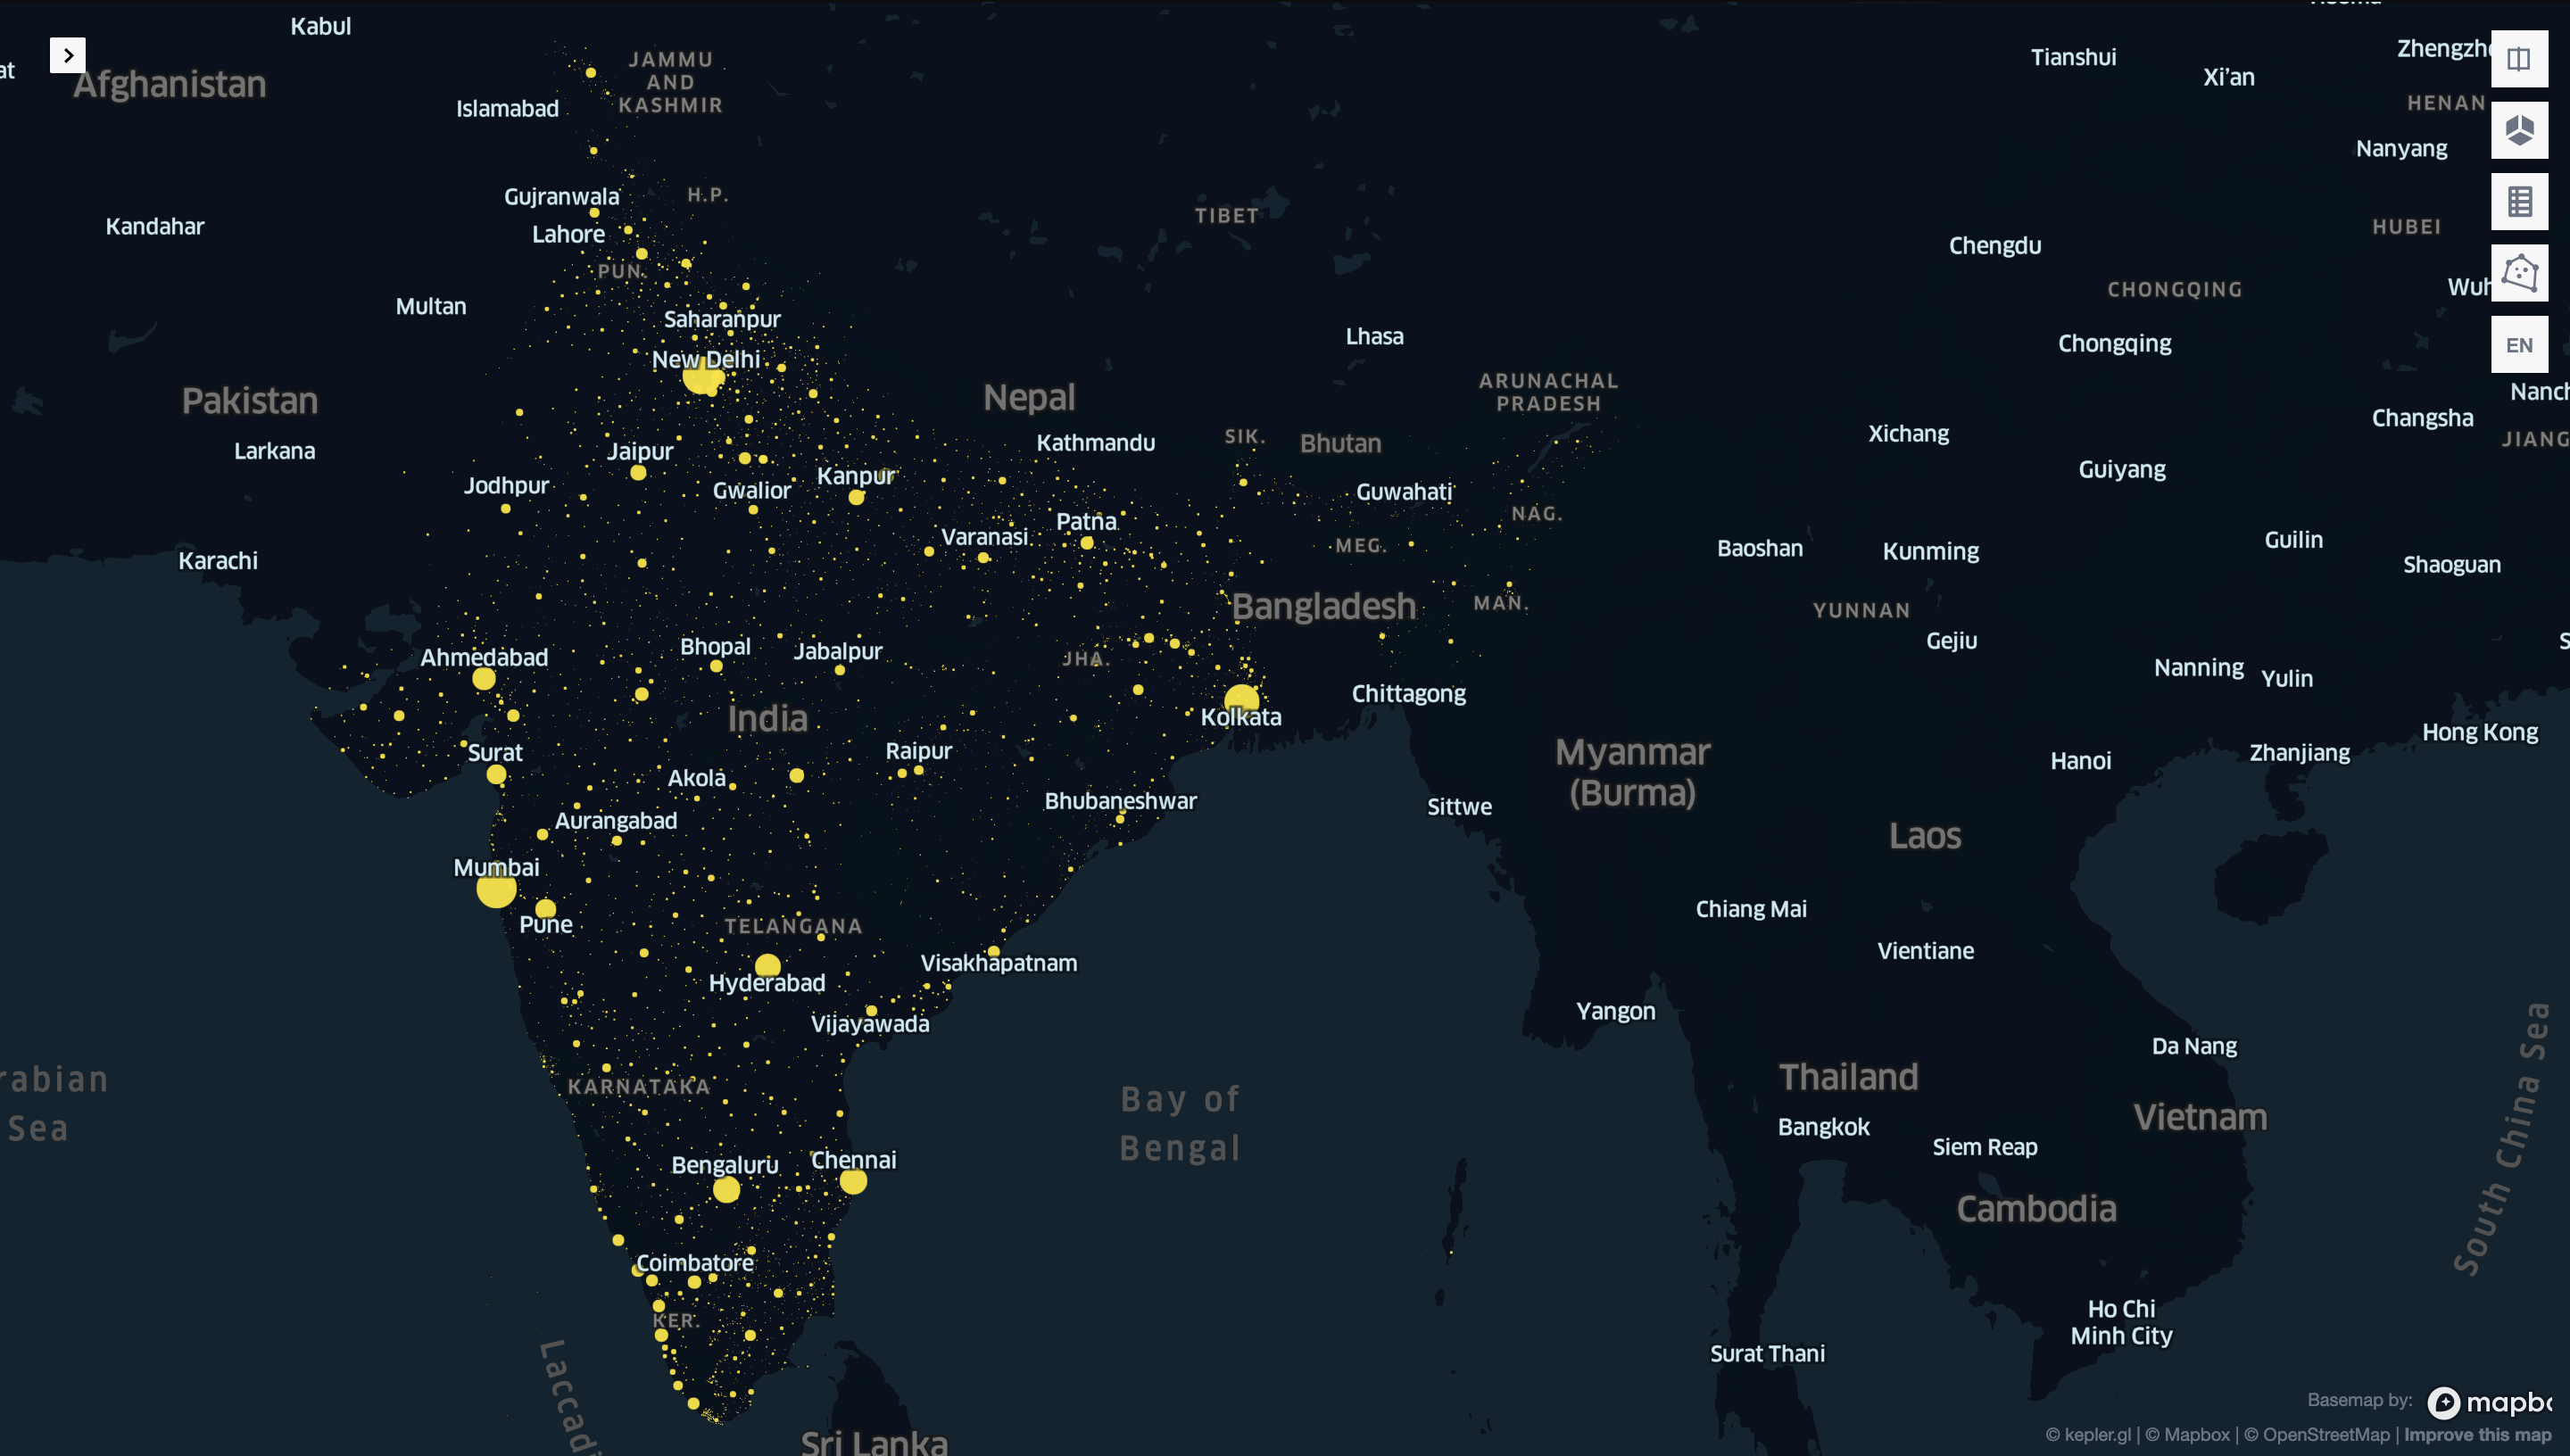 Kabul
JAMMU
AND
KASHMIR
Tianshui
Xi'an
Afghanistan
Islamabad
HENAN
Nanyang
Gujranwala
H.P.
TIBET
Kandahar
Lahore
HUBEI
Chengdu
PUN.
CHONGQING
Multan
Saharanpur
Lhasa
Chongqing
EN
New Delhi
ARUNACHAL
PRADESH
Pakistan
Nepal
Changsha
Larkana
Jaipur
Kathmandu
SIK.
Bhutan
Xichang
Jodhpur
Gwalior
Kanpur
Guwahati
Guiyang
Varanasi
Patna
NAG.
Karachi
MEG.
Baoshan
Kunming
Guilin
Shaoguan
Bangladesh
MAN.
YUNNAN
Ahmedabad
Bhopal
Jabalpur
JHA.
Gejiu
Nanning
Yulin
India
Kolkata
Chittagong
Surat
Raipur
Myanmar
(Burma)
Hanoi
Zhanjiang
Hong Kong
Akola
Bhubaneshwar
Sittwe
Aurangabad
Laos
Mumbai
Pune
TELANGANA
Chiang Mai
Hyderabad
Visakhapatnam
Vientiane
Vijayawada
Yangon
Da Nang
rabian
Sea
KARNATAKA
Bay of
Bengal
Thailand
Vietnam
South China Sea
Bangkok
Siem Reap
Bengaluru
Chennai
Cambodia
Coimbatore
KER.
Ho Chi
Minh City
Surat Thani
Laccadi
Sri Lanka
Basemap by: mapbo
© kepler.gl | © Mapbox | © OpenStreetMap | Improve this map